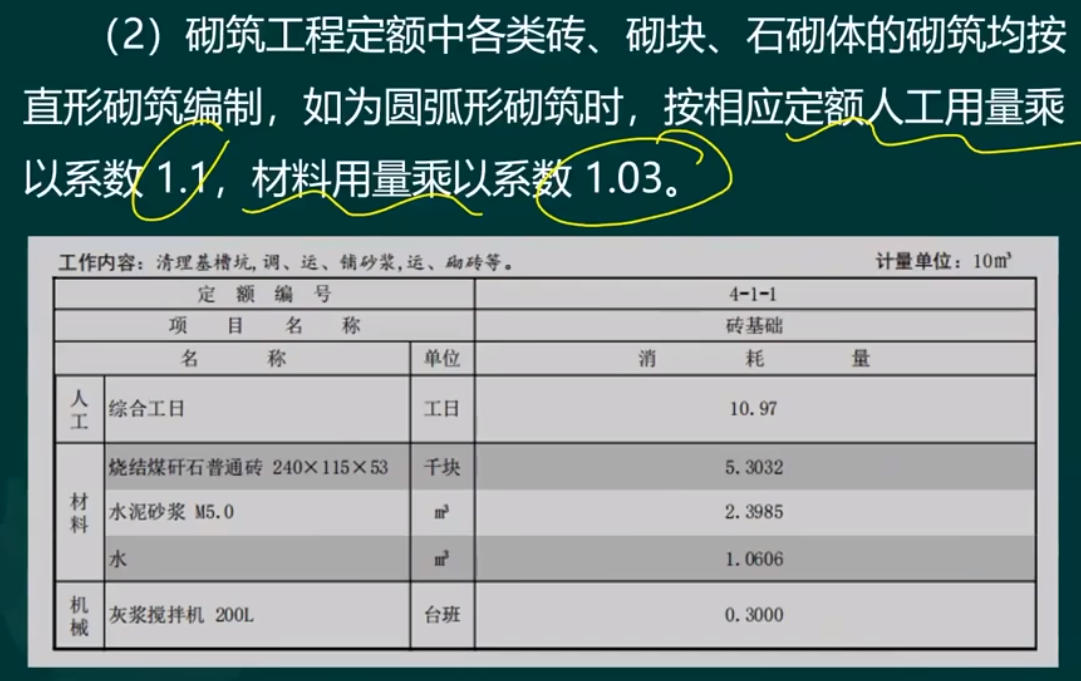 （2）砌筑工程定额中各类砖、砌块、石砌体的砌筑均按
直形砌筑编制，如为圆弧形砌筑时，按相应定额人工用量乘
以系数 1.1，材料用量乘以系数 1.03。
工作内容：清理基槽坑,调、运、铺砂浆,运、砌砖等。 计量单位：10m³
定额编号 4-1-1
项目名称 砖基础
名称 单位 消耗量
人工 综合工日 工日 10.97
材料 烧结煤矸石普通砖 240×115×53 千块 5.3032
水泥砂浆 M5.0 m³ 2.3985
水 m³ 1.0606
机械 灰浆搅拌机 200L 台班 0.3000